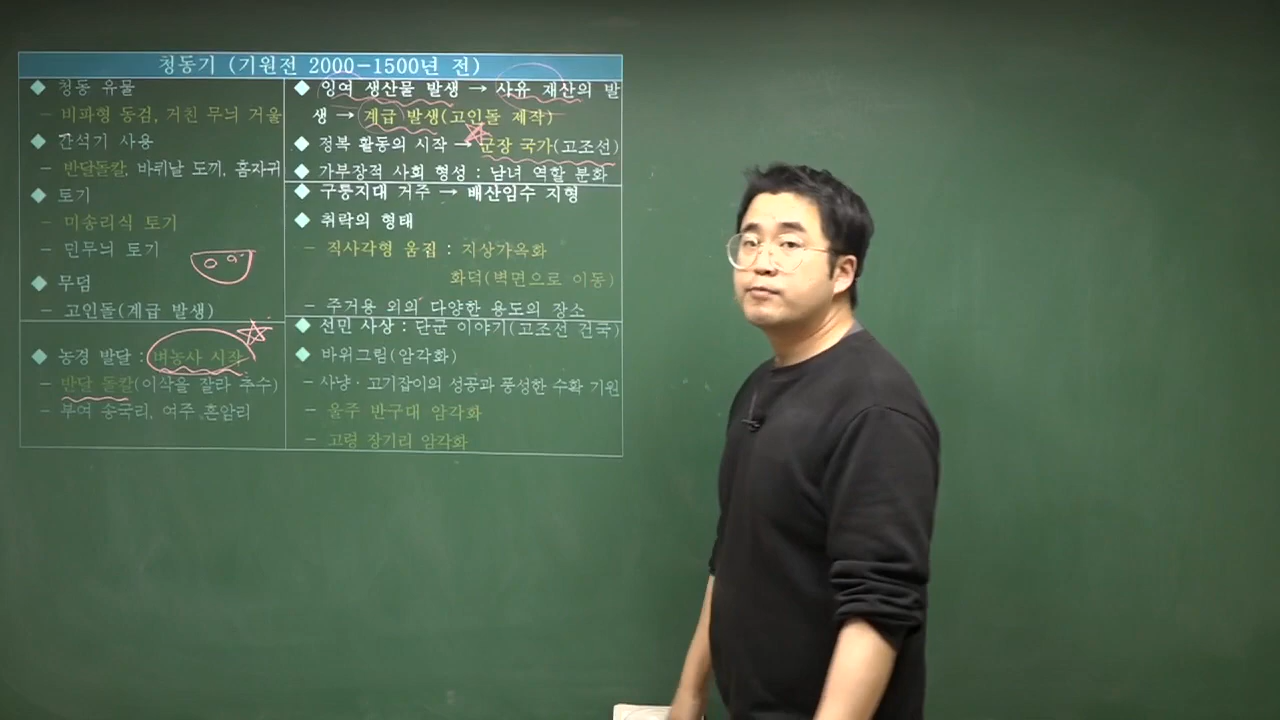 청동기 (기원전 2000-1500년 전)
◆ 청동 유물
- 비파형 동검, 거친 무늬 거울
◆ 간석기 사용
- 반달돌칼, 바퀴날 도끼, 홈자귀
◆ 토기
- 미송리식 토기
- 민무늬 토기
◆ 무덤
- 고인돌(계급 발생)
◆ 농경 발달 : 벼농사 시작
- 반달 돌칼(이삭을 잘라 추수)
- 부여 송국리, 여주 흔암리
◆ 잉여 생산물 발생 → 사유 재산의 발
생 → 계급 발생(고인돌 제작)
◆ 정복 활동의 시작 → 군장 국가(고조선)
◆ 가부장적 사회 형성 : 남녀 역할 분화
◆ 구릉지대 거주 → 배산임수 지형
◆ 취락의 형태
- 직사각형 움집 : 지상가옥화
화덕(벽면으로 이동)
- 주거용 외의 다양한 용도의 장소
◆ 선민 사상 : 단군 이야기(고조선 건국)
◆ 바위그림(암각화)
- 사냥·고기잡이의 성공과 풍성한 수확 기원
- 울주 반구대 암각화
- 고령 장기리 암각화